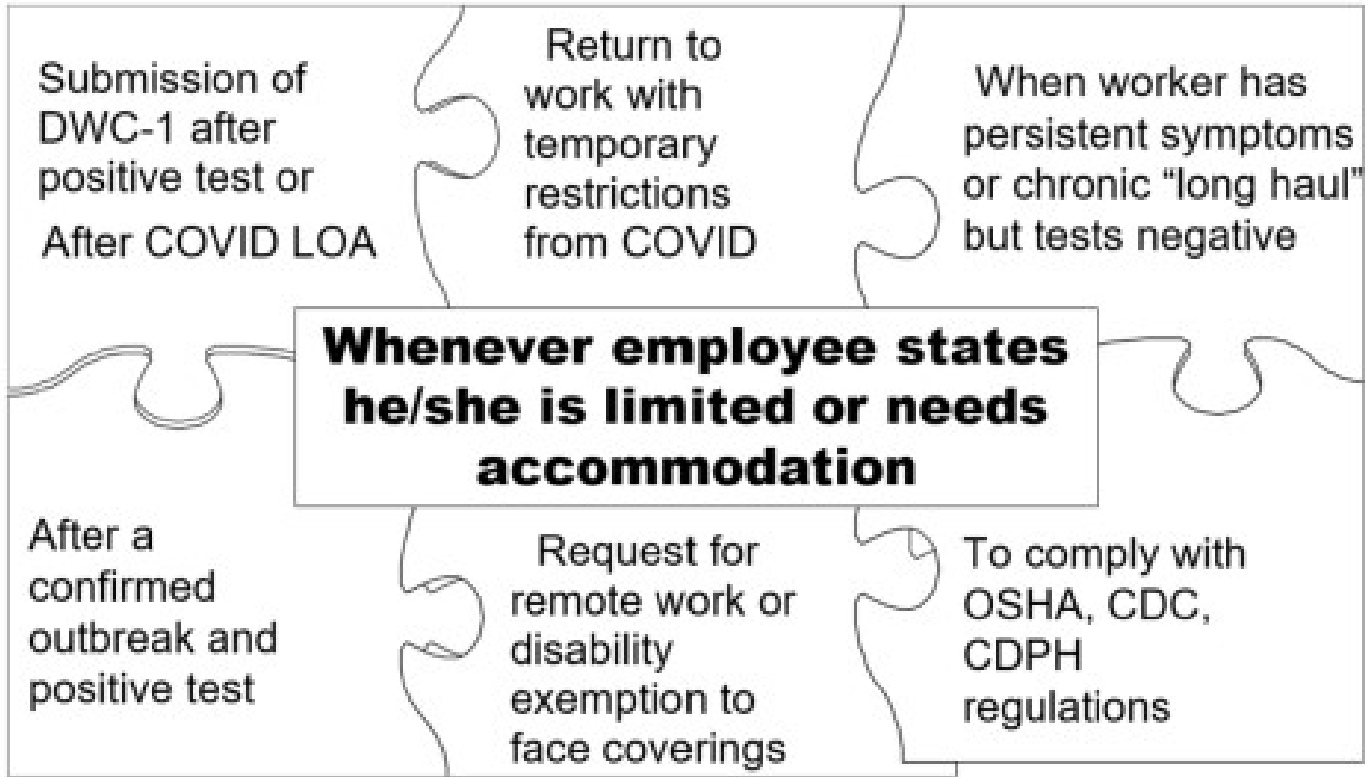 Submission of
DWC-1 after
positive test or
After COVID LOA
Return to
work with
temporary
restrictions
from COVID
When worker has
persistent symptoms
or chronic “long haul”
but tests negative
Whenever employee states
he/she is limited or needs
accommodation
After a
confirmed
outbreak and
positive test
Request for
remote work or
disability
exemption to
face coverings
To comply with
OSHA, CDC,
CDPH
regulations